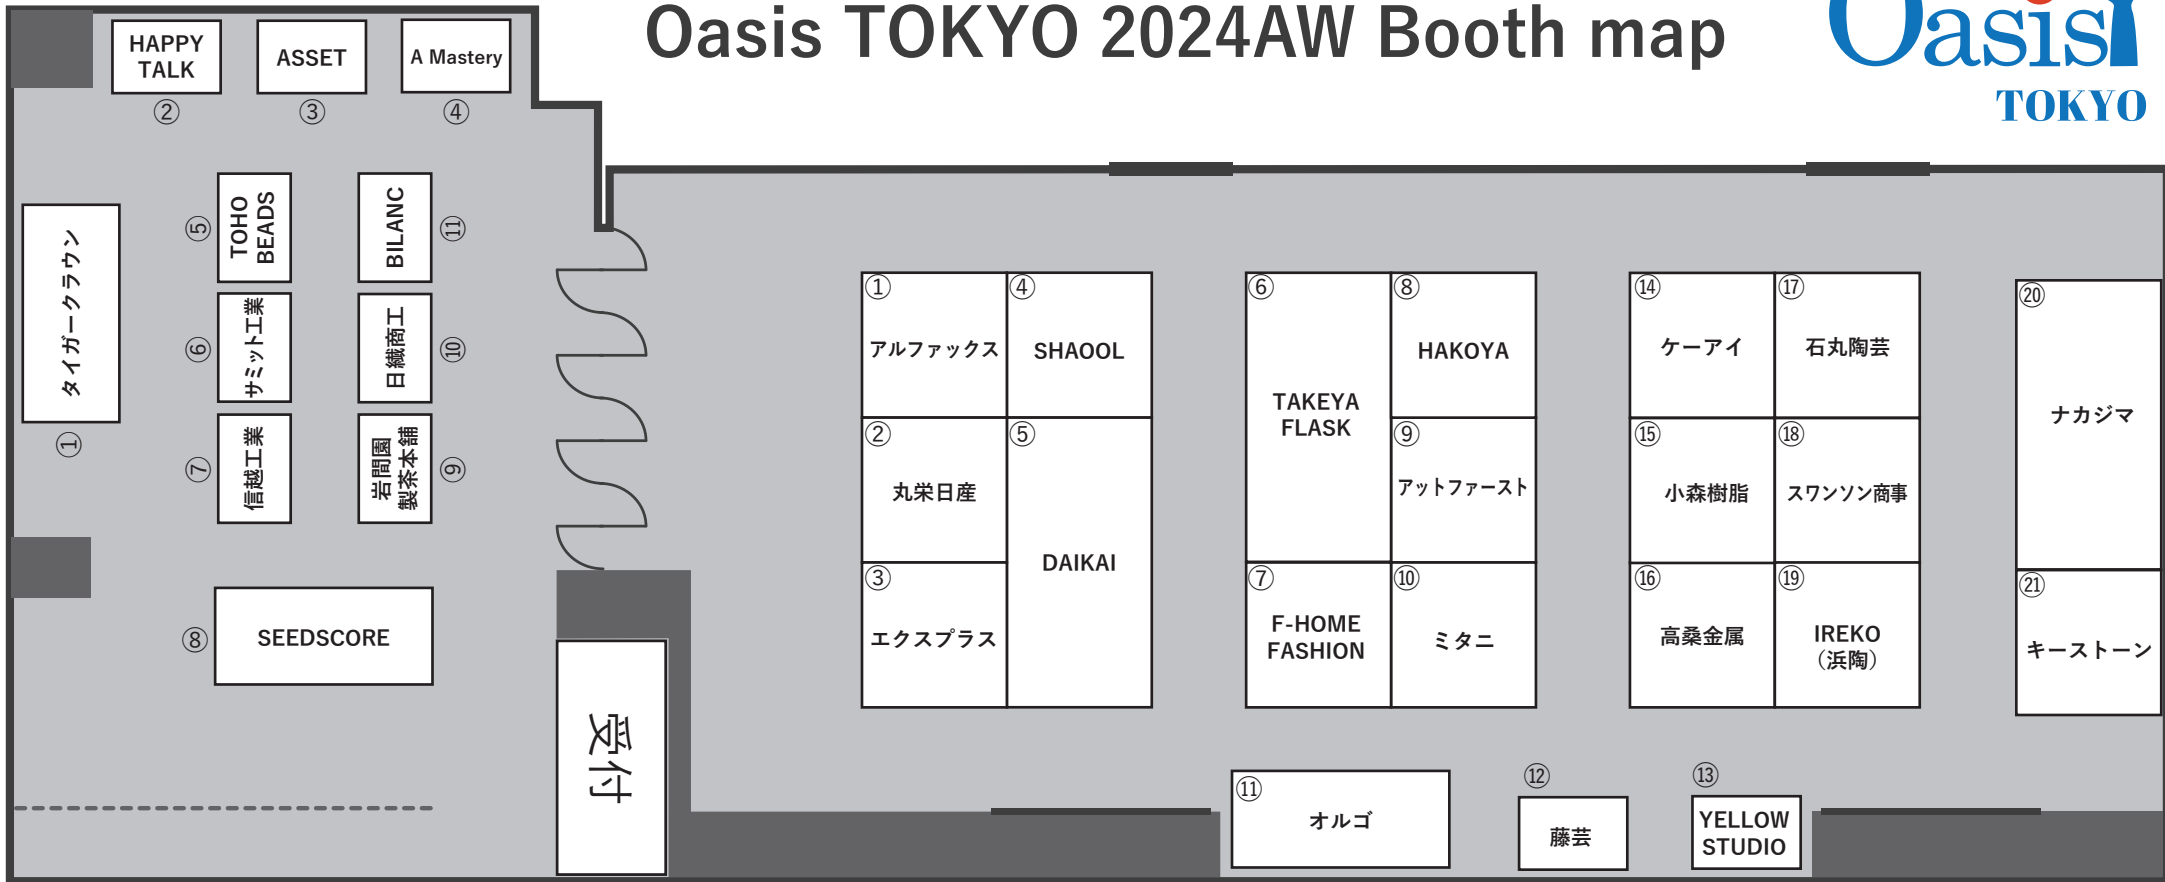 Oasis TOKYO 2024AW Booth map
Oasis
TOKYO
HAPPY
TALK
②
ASSET
③
A Mastery
④
タイガークラウン
①
⑤
TOHO
BEADS
BILANC
⑪
⑥
サミット工業
日繊商工
⑩
⑦
信越工業
岩間園
製茶本舗
⑨
⑧
SEEDSCORE
受付
①
アルファックス
④
SHAOOL
②
丸栄日産
⑤
DAIKAI
③
エクスプラス
⑥
TAKEYA
FLASK
⑧
HAKOYA
⑨
アットファースト
⑦
F-HOME
FASHION
⑩
ミタニ
⑭
ケーアイ
⑰
石丸陶芸
⑮
小森樹脂
⑱
スワンソン商事
⑯
高桑金属
⑲
IREKO
（浜陶）
⑳
ナカジマ
㉑
キーストーン
⑪
オルゴ
⑫
藤芸
⑬
YELLOW
STUDIO